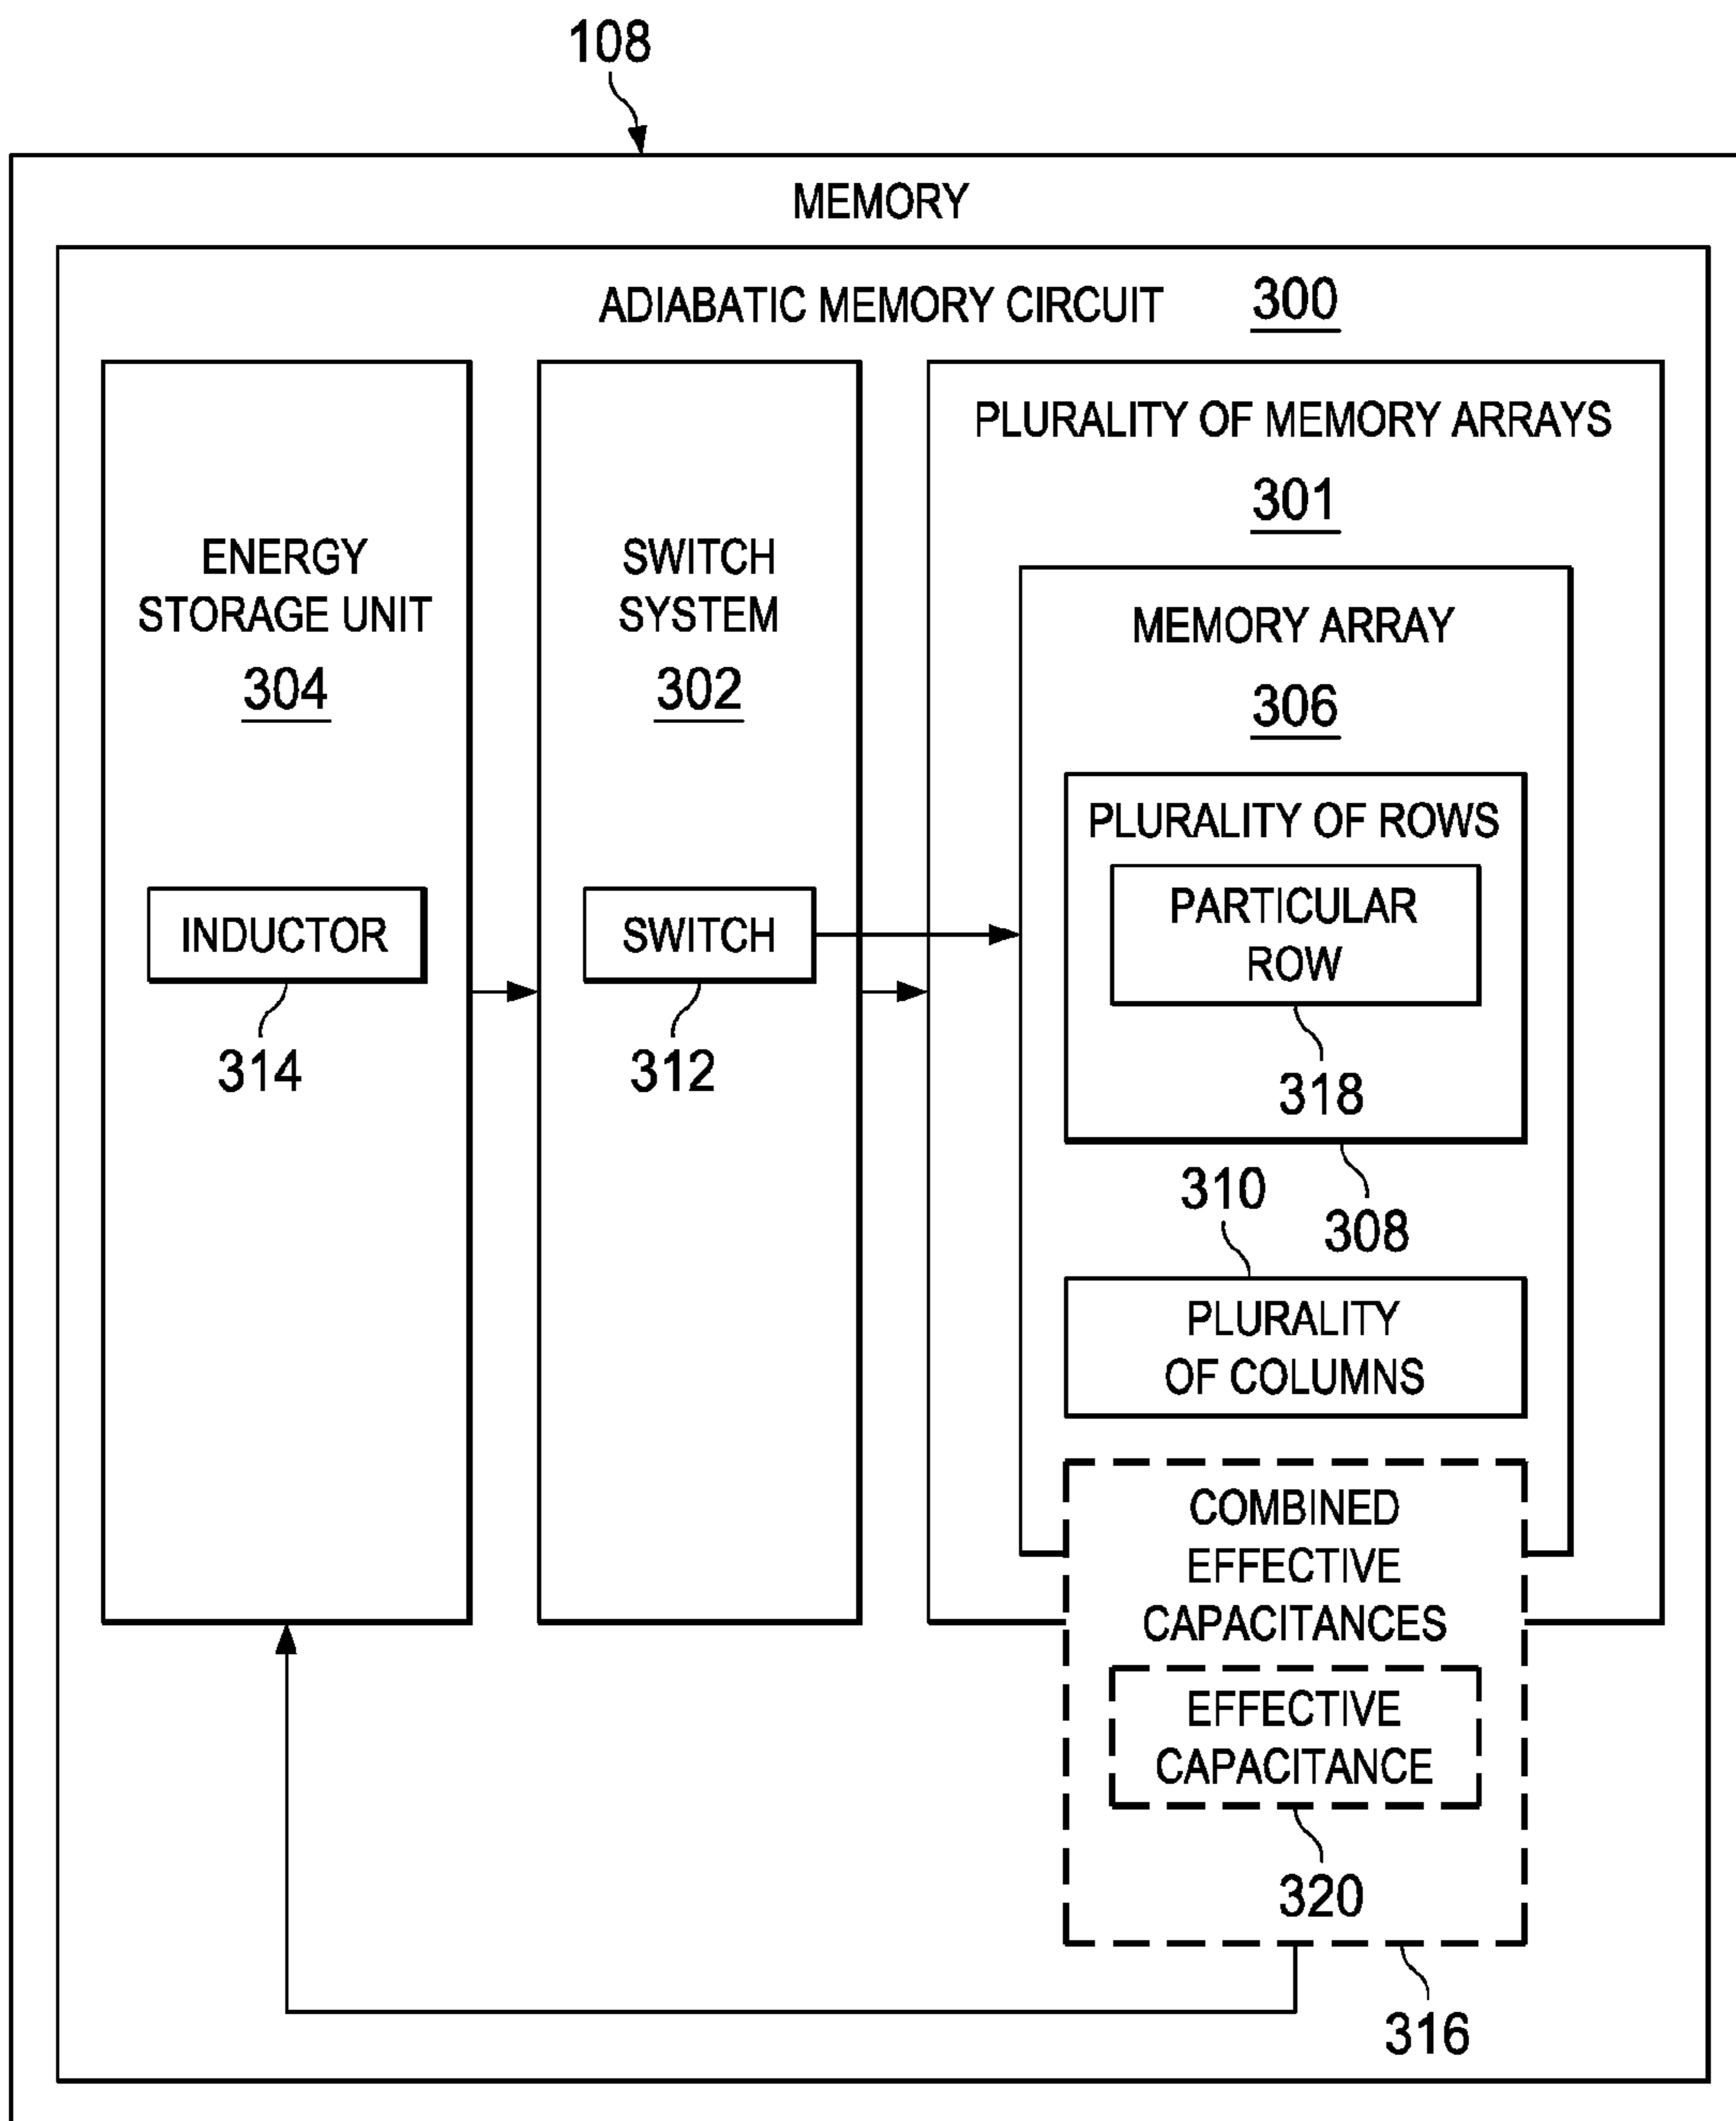 108
MEMORY
ADIABATIC MEMORY CIRCUIT 300
ENERGY
STORAGE UNIT
304
INDUCTOR
314
SWITCH
SYSTEM
302
SWITCH
312
PLURALITY OF MEMORY ARRAYS
301
MEMORY ARRAY
306
PLURALITY OF ROWS
PARTICULAR
ROW
318
308
310
PLURALITY
OF COLUMNS
COMBINED
EFFECTIVE
CAPACITANCES
EFFECTIVE
CAPACITANCE
320
316